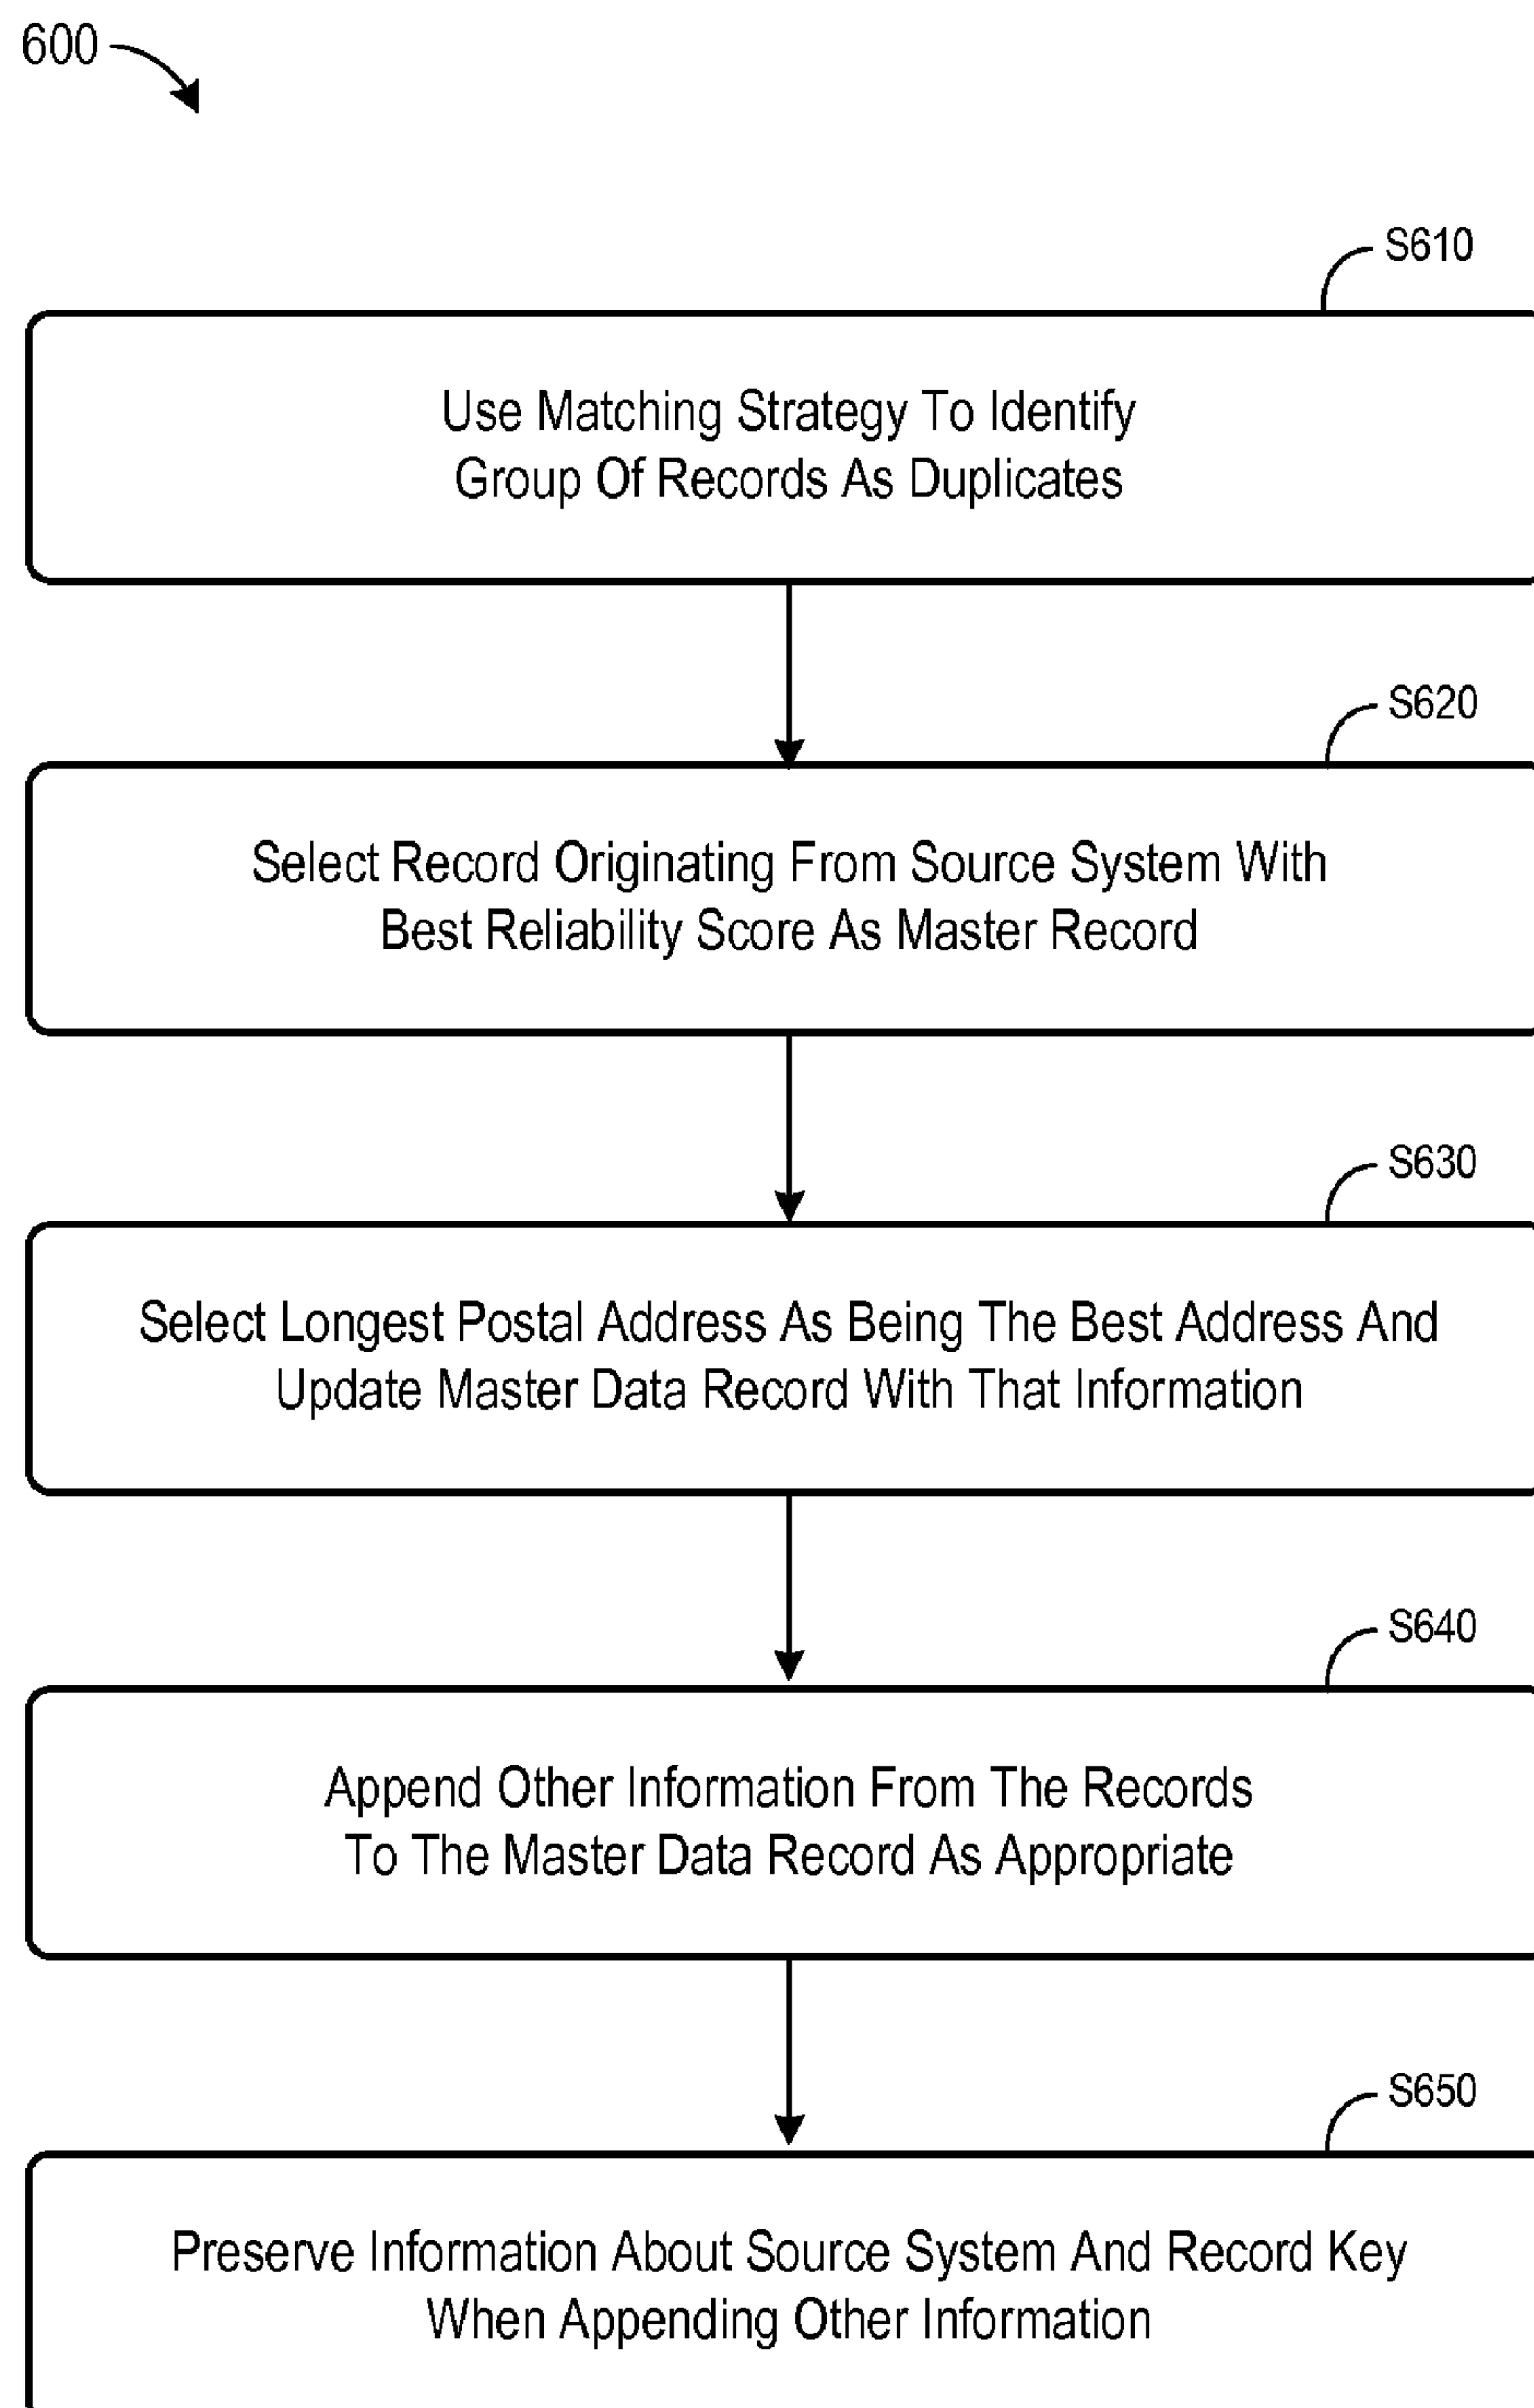 600
S610
Use Matching Strategy To Identify
Group Of Records As Duplicates
S620
Select Record Originating From Source System With
Best Reliability Score As Master Record
S630
Select Longest Postal Address As Being The Best Address And
Update Master Data Record With That Information
S640
Append Other Information From The Records
To The Master Data Record As Appropriate
S650
Preserve Information About Source System And Record Key
When Appending Other Information